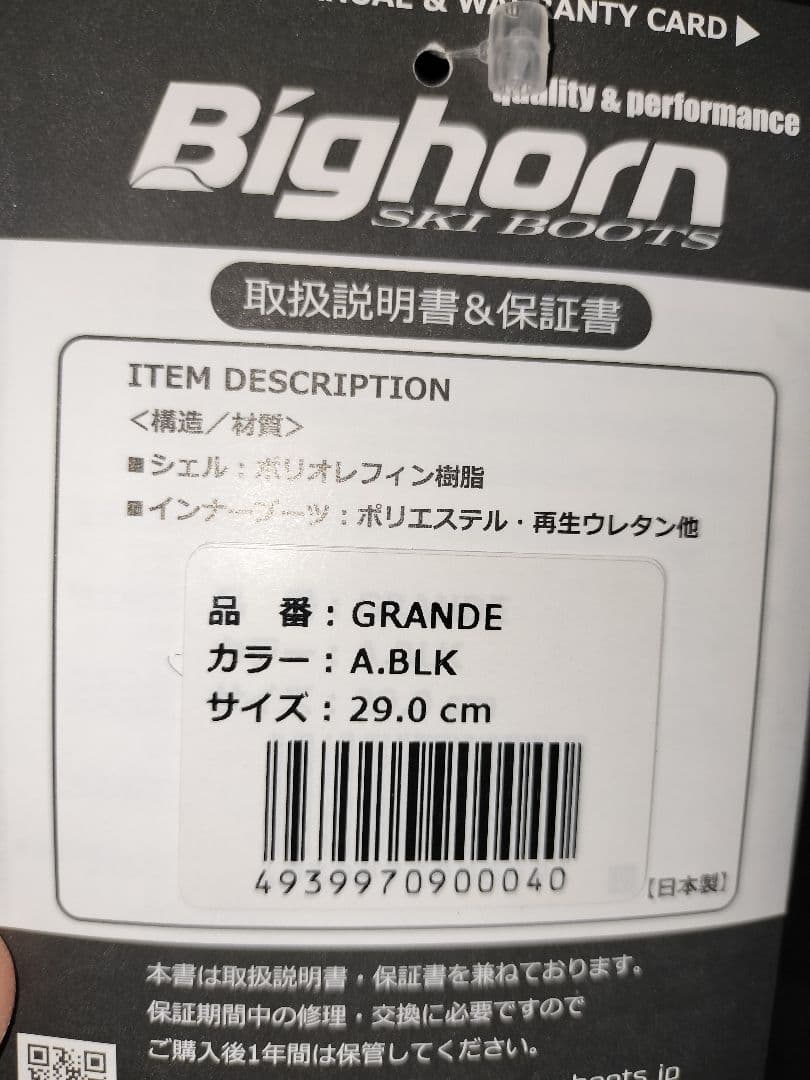 & WARRANTY CARD ▶
quality & performance
Bighorn
SKI BOOTS
取扱説明書&保証書
ITEM DESCRIPTION
＜構造／材質＞
■シェル：ポリオレフィン樹脂
■インナーブーツ：ポリエステル・再生ウレタン他
品　番：GRANDE
カラー：A.BLK
サイズ：29.0 cm
4939970900040
【日本製】
本書は取扱説明書・保証書を兼ねております。
保証期間中の修理・交換に必要ですので
ご購入後1年間は保管してください。
boots.jp